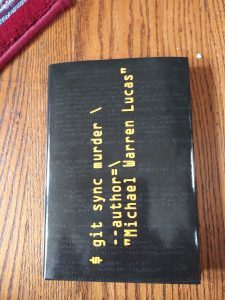 $ git sync murder \
--author=\
"Michael Warren Lucas"